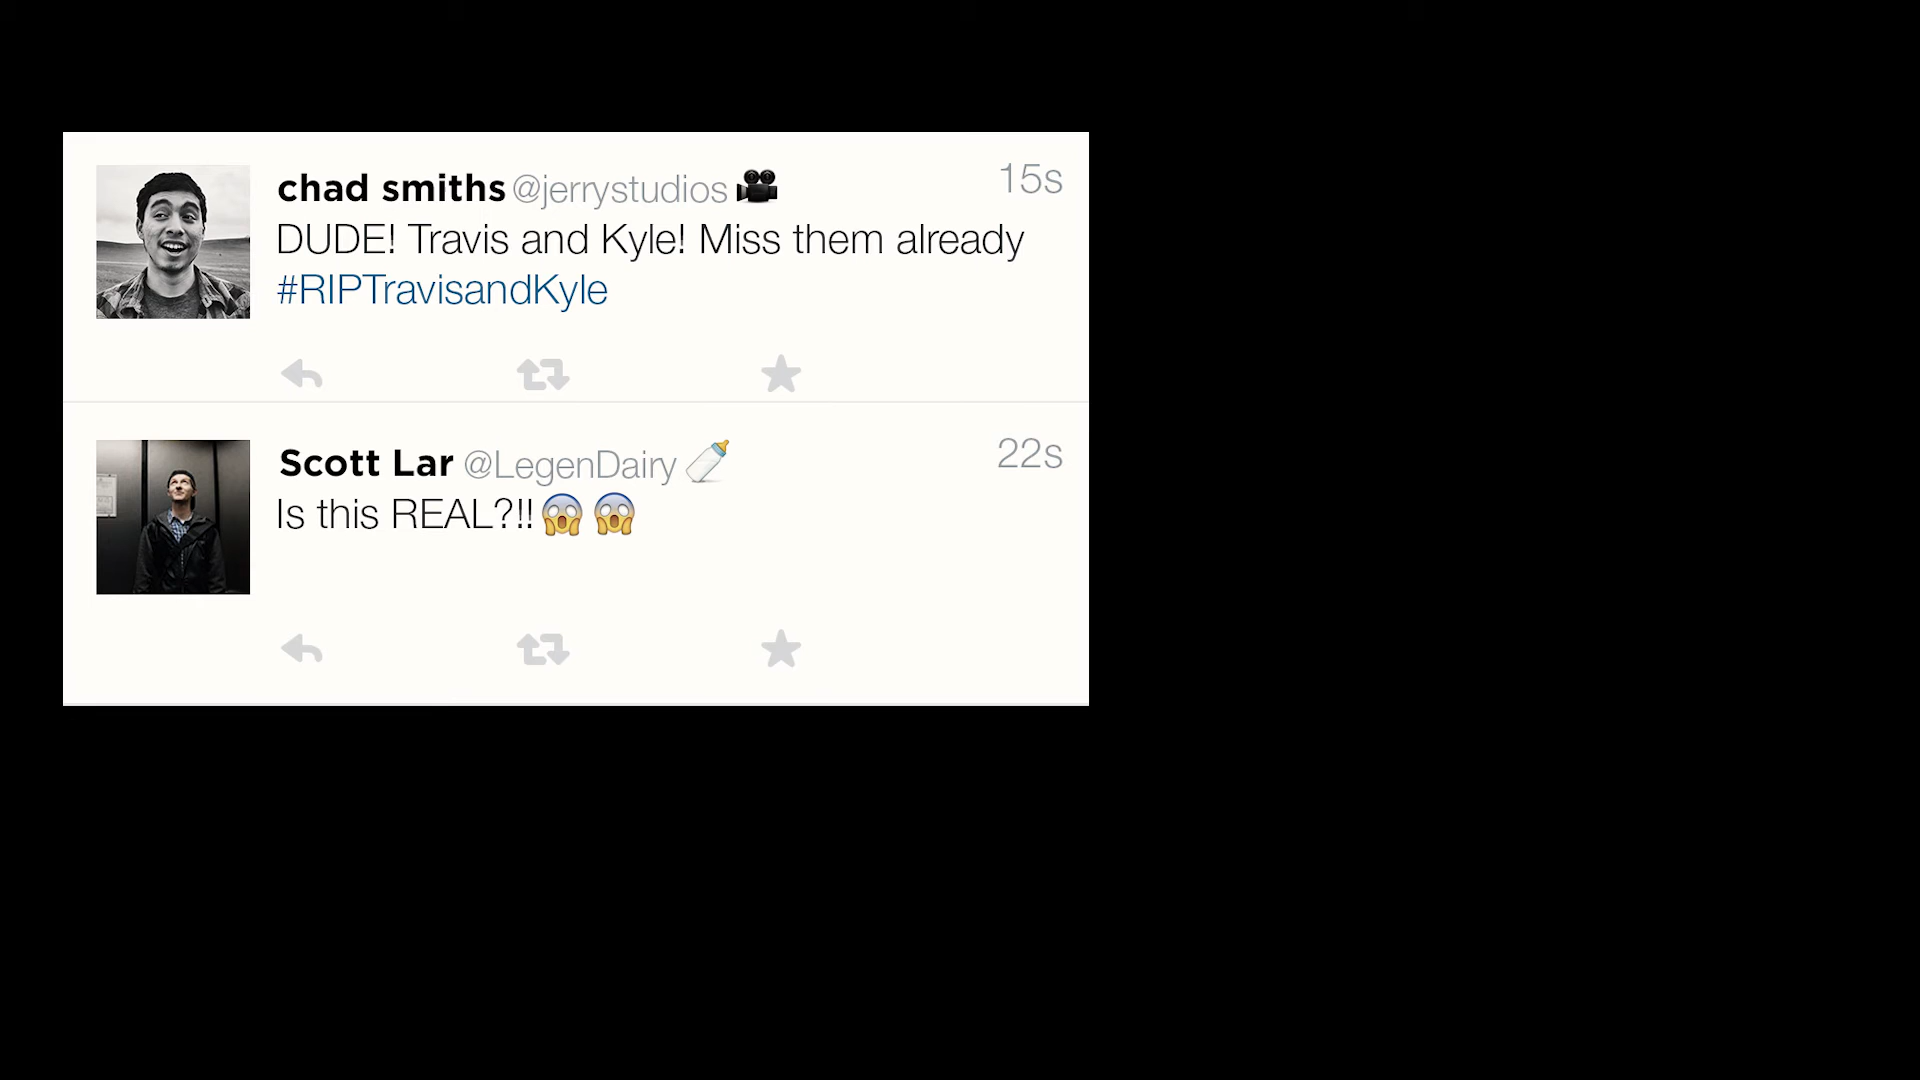 chad smiths @jerrystudios 🎥 15s
DUDE! Travis and Kyle! Miss them already
#RIPTravisandKyle
Scott Lar @LegenDairy 🍼 22s
Is this REAL?!!😱😱